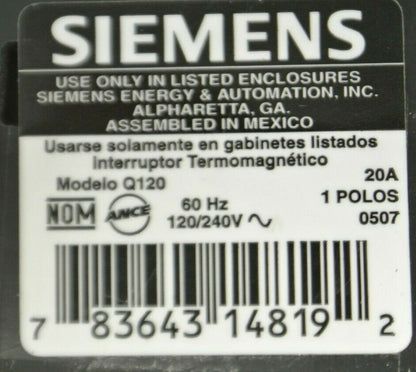 SIEMENS
USE ONLY IN LISTED ENCLOSURES
SIEMENS ENERGY & AUTOMATION, INC.
ALPHARETTA, GA.
ASSEMBLED IN MEXICO
Usarse solamente en gabinetes listados
Interruptor Termomagnético
Modelo Q120
20A
NOM ANCE 60 Hz 1 POLOS
120/240V ∿ 0507
7 83643 14819 2